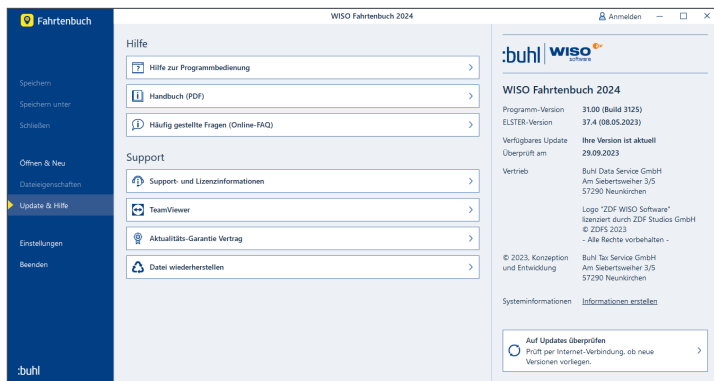 Fahrtenbuch
WISO Fahrtenbuch 2024
Anmelden
Speichern
Speichern unter
Schließen
Öffnen & Neu
Dateieigenschaften
Update & Hilfe
Einstellungen
Beenden
:buhl
Hilfe
Hilfe zur Programmbedienung
Handbuch (PDF)
Häufig gestellte Fragen (Online-FAQ)
Support
Support- und Lizenzinformationen
TeamViewer
Aktualitäts-Garantie Vertrag
Datei wiederherstellen
:buhl WISO
software
WISO Fahrtenbuch 2024
Programm-Version 31.00 (Build 3125)
ELSTER-Version 37.4 (08.05.2023)
Verfügbares Update Ihre Version ist aktuell
Überprüft am 29.09.2023
Vertrieb Buhl Data Service GmbH
Am Siebertsweiher 3/5
57290 Neunkirchen
Logo "ZDF WISO Software"
lizenziert durch ZDF Studios GmbH
© ZDFS 2023
- Alle Rechte vorbehalten -
© 2023, Konzeption Buhl Tax Service GmbH
und Entwicklung Am Siebertsweiher 3/5
57290 Neunkirchen
Systeminformationen Informationen erstellen
Auf Updates überprüfen
Prüft per Internet-Verbindung, ob neue
Versionen vorliegen.